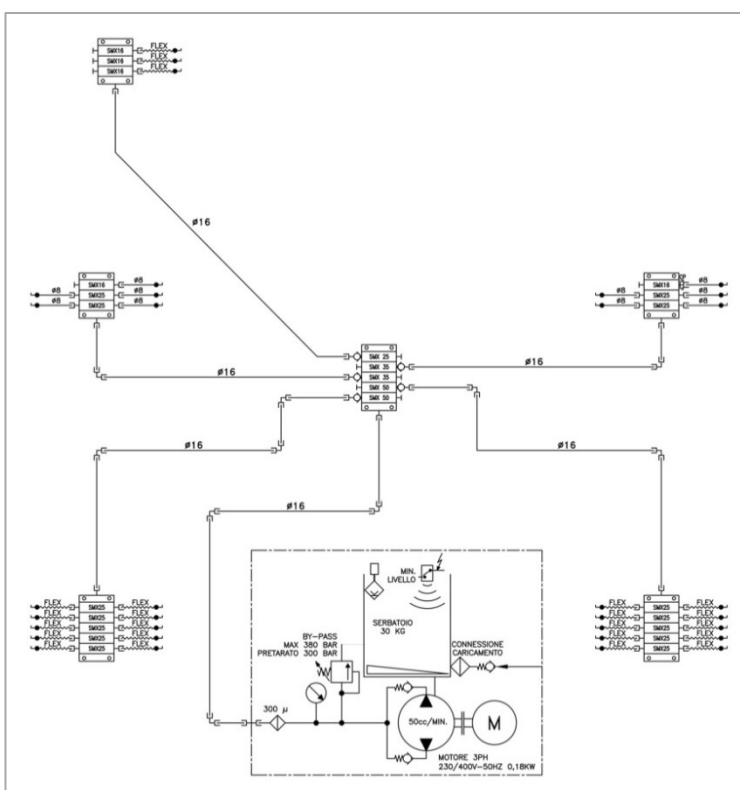 FLEX
SMX16
FLEX
SMX16
FLEX
SMX16
ø16
SMX16
ø8
ø8
SMX25
ø8
ø8
SMX25
ø8
SMX16
ø8
ø8
SMX25
ø8
ø8
SMX25
ø8
SMX 25
SMX 35
SMX 35
SMX 50
SMX 50
ø16
ø16
ø16
ø16
ø16
FLEX
SMX25
FLEX
FLEX
SMX25
FLEX
FLEX
SMX25
FLEX
FLEX
SMX25
FLEX
FLEX
SMX25
FLEX
FLEX
SMX25
FLEX
FLEX
SMX25
FLEX
FLEX
SMX25
FLEX
FLEX
SMX25
FLEX
FLEX
SMX25
FLEX
MIN.
LIVELLO
SERBATOIO
30 KG
BY-PASS
MAX 380 BAR
PRETARATO 300 BAR
CONNESSIONE
CARICAMENTO
300 µ
50cc/MIN.
M
MOTORE 3PH
230/400V-50HZ 0,18KW